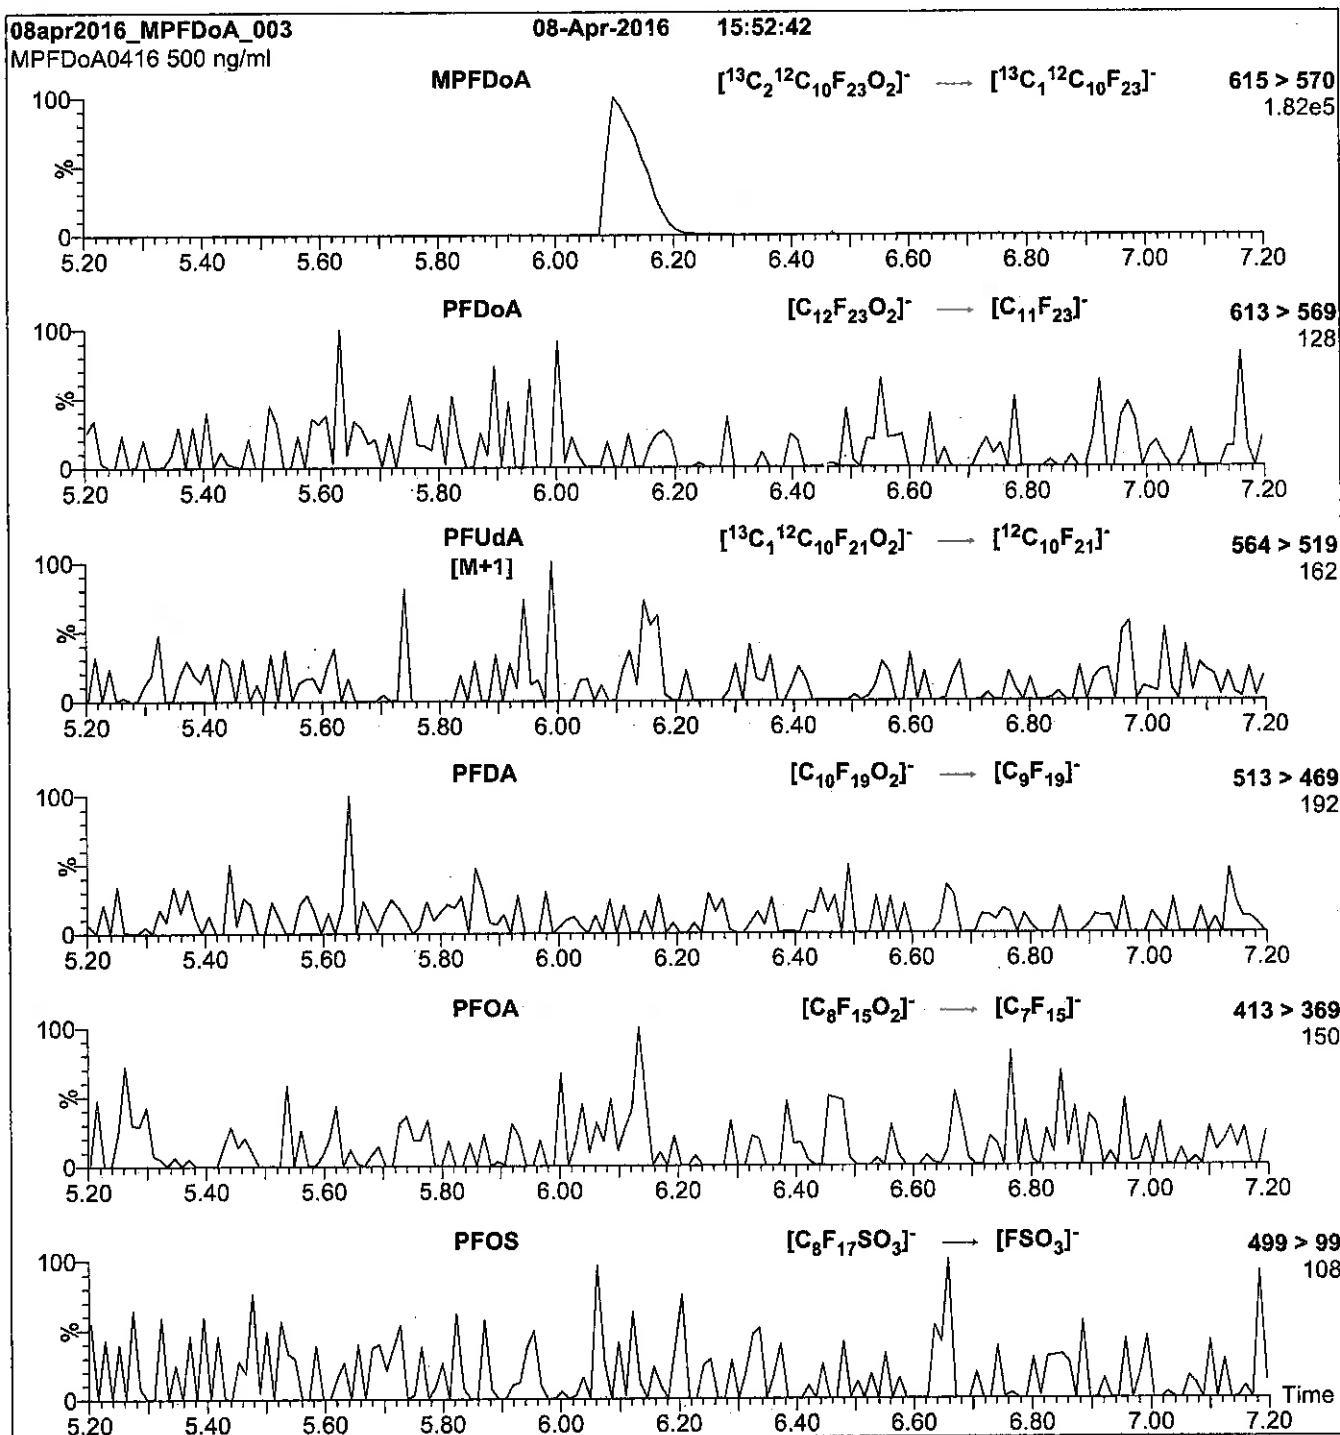 08apr2016_MPFDoA_003 08-Apr-2016 15:52:42
MPFDoA0416 500 ng/ml
MPFDoA [¹³C₂¹²C₁₀F₂₃O₂]⁻ → [¹³C₁¹²C₁₀F₂₃]⁻ 615 > 570
1.82e5
100
%
0
5.20 5.40 5.60 5.80 6.00 6.20 6.40 6.60 6.80 7.00 7.20
PFDoA [C₁₂F₂₃O₂]⁻ → [C₁₁F₂₃]⁻ 613 > 569
128
100
%
0
5.20 5.40 5.60 5.80 6.00 6.20 6.40 6.60 6.80 7.00 7.20
PFUdA [¹³C₁¹²C₁₀F₂₁O₂]⁻ → [¹²C₁₀F₂₁]⁻ 564 > 519
[M+1] 162
100
%
0
5.20 5.40 5.60 5.80 6.00 6.20 6.40 6.60 6.80 7.00 7.20
PFDA [C₁₀F₁₉O₂]⁻ → [C₉F₁₉]⁻ 513 > 469
192
100
%
0
5.20 5.40 5.60 5.80 6.00 6.20 6.40 6.60 6.80 7.00 7.20
PFOA [C₈F₁₅O₂]⁻ → [C₇F₁₅]⁻ 413 > 369
150
100
%
0
5.20 5.40 5.60 5.80 6.00 6.20 6.40 6.60 6.80 7.00 7.20
PFOS [C₈F₁₇SO₃]⁻ → [FSO₃]⁻ 499 > 99
108
100
%
0 Time
5.20 5.40 5.60 5.80 6.00 6.20 6.40 6.60 6.80 7.00 7.20